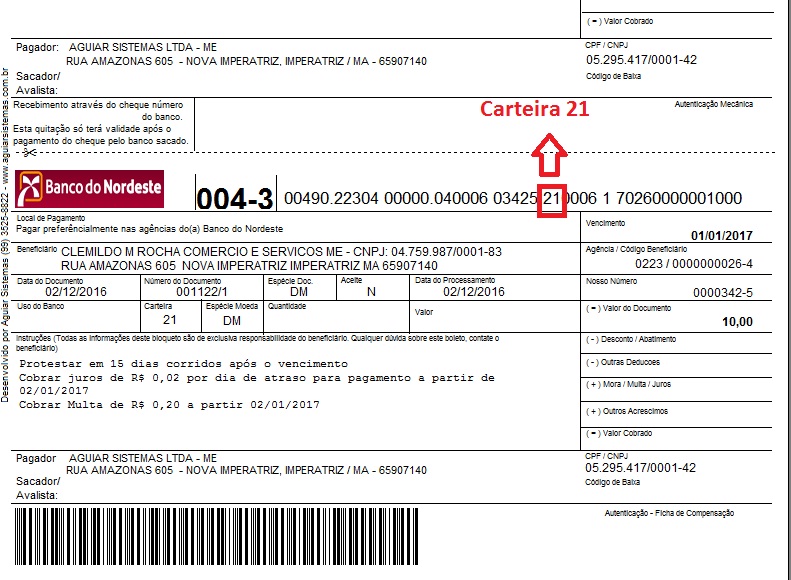 ( = ) Valor Cobrado
Pagador: AGUIAR SISTEMAS LTDA - ME
CPF / CNPJ
RUA AMAZONAS 605 - NOVA IMPERATRIZ, IMPERATRIZ / MA - 65907140
05.295.417/0001-42
Sacador/
Código de Baixa
Avalista:
Recebimento através do cheque número
do banco.
Esta quitação só terá validade após o
pagamento do cheque pelo banco sacado.
Autenticação Mecânica
Carteira 21
Banco do Nordeste
004-3
00490.22304 00000.040006 03425.210006 1 70260000001000
Local de Pagamento
Pagar preferêncialmente nas agências do(a) Banco do Nordeste
Vencimento
01/01/2017
Beneficiário CLEMILDO M ROCHA COMERCIO E SERVICOS ME - CNPJ: 04.759.987/0001-83
RUA AMAZONAS 605 NOVA IMPERATRIZ IMPERATRIZ MA 65907140
Agência / Código Beneficiário
0223 / 0000000026-4
Data do Documento
02/12/2016
Número do Documento
001122/1
Espécie Doc.
DM
Aceite
N
Data do Processamento
02/12/2016
Nosso Número
0000342-5
Uso do Banco
Carteira
21
Espécie Moeda
DM
Quantidade
Valor
( = ) Valor do Documento
10,00
Instruções (Todas as Informações deste bloqueto são de exclusiva responsabilidade do beneficiário. Qualquer dúvida sobre este boleto, contate o
beneficiário)
Protestar em 15 dias corridos após o vencimento
Cobrar juros de R$ 0,02 por dia de atraso para pagamento a partir de
02/01/2017
Cobrar Multa de R$ 0,20 a partir 02/01/2017
( - ) Desconto / Abatimento
( - ) Outras Deducoes
( + ) Mora / Multa / Juros
( + ) Outros Acrescimos
( = ) Valor Cobrado
Pagador AGUIAR SISTEMAS LTDA - ME
RUA AMAZONAS 605 - NOVA IMPERATRIZ, IMPERATRIZ / MA - 65907140
CPF / CNPJ
05.295.417/0001-42
Sacador/
Código de Baixa
Avalista:
Autenticação - Ficha de Compensação
Desenvolvido por Aguiar Sistemas (99) 3525-8822 - www.aguiarsistemas.com.br